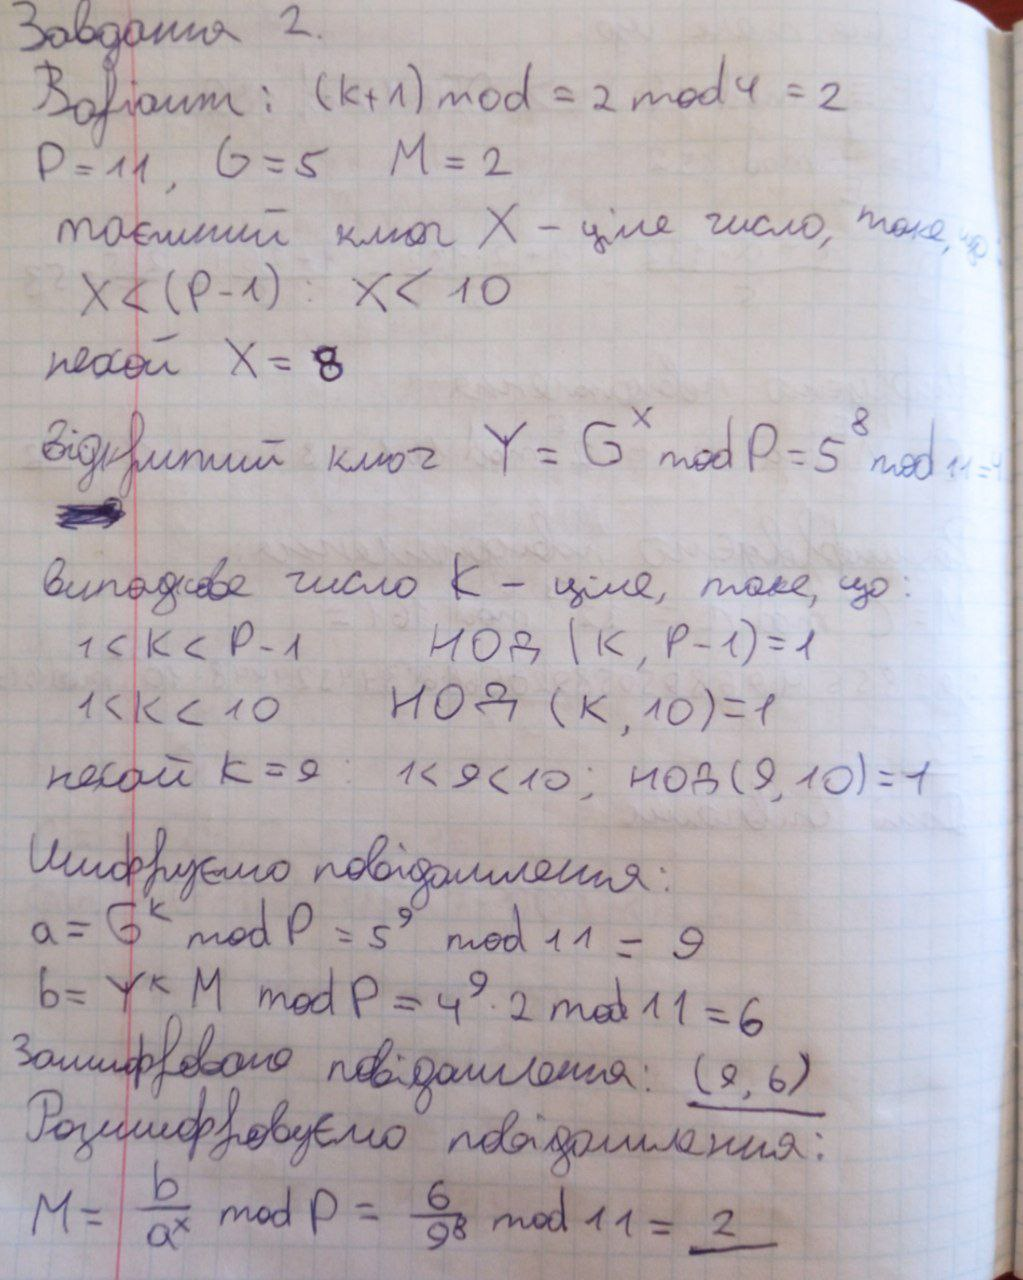 Завдання 2.
Варіант: (k+1) mod = 2 mod 4 = 2
P = 11, G = 5 M = 2
таємний ключ X – ціле число, таке, що:
X < (P-1) : X < 10
нехай X = 8
Відкритий ключ Y = G^x mod P = 5^8 mod 11 = 4
випадкове число K – ціле, таке, що:
1 < K < P-1 НОД (K, P-1) = 1
1 < K < 10 НОД (K, 10) = 1
нехай K = 9 : 1 < 9 < 10; НОД (9, 10) = 1
Шифруємо повідомлення:
a = G^k mod P = 5^9 mod 11 = 9
b = Y^k M mod P = 4^9 · 2 mod 11 = 6
Зашифроване повідомлення: (9, 6)
Розшифровуємо повідомлення:
M = b/a^x mod P = 6/9^8 mod 11 = 2